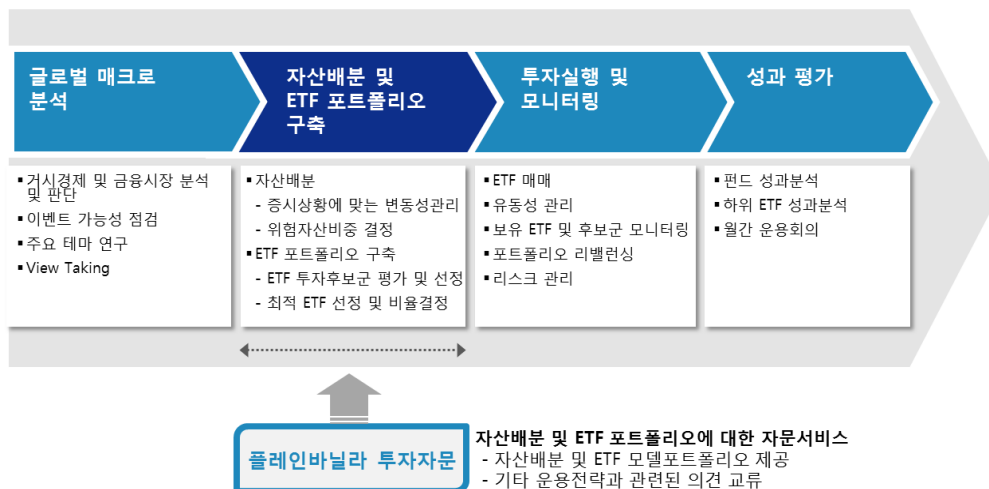 글로벌 매크로
분석
자산배분 및
ETF 포트폴리오
구축
투자실행 및
모니터링
성과 평가
▪거시경제 및 금융시장 분석
및 판단
▪이벤트 가능성 점검
▪주요 테마 연구
▪View Taking
▪자산배분
- 증시상황에 맞는 변동성관리
- 위험자산비중 결정
▪ETF 포트폴리오 구축
- ETF 투자후보군 평가 및 선정
- 최적 ETF 선정 및 비율결정
▪ETF 매매
▪유동성 관리
▪보유 ETF 및 후보군 모니터링
▪포트폴리오 리밸런싱
▪리스크 관리
▪펀드 성과분석
▪하위 ETF 성과분석
▪월간 운용회의
플레인바닐라 투자자문
자산배분 및 ETF 포트폴리오에 대한 자문서비스
- 자산배분 및 ETF 모델포트폴리오 제공
- 기타 운용전략과 관련된 의견 교류